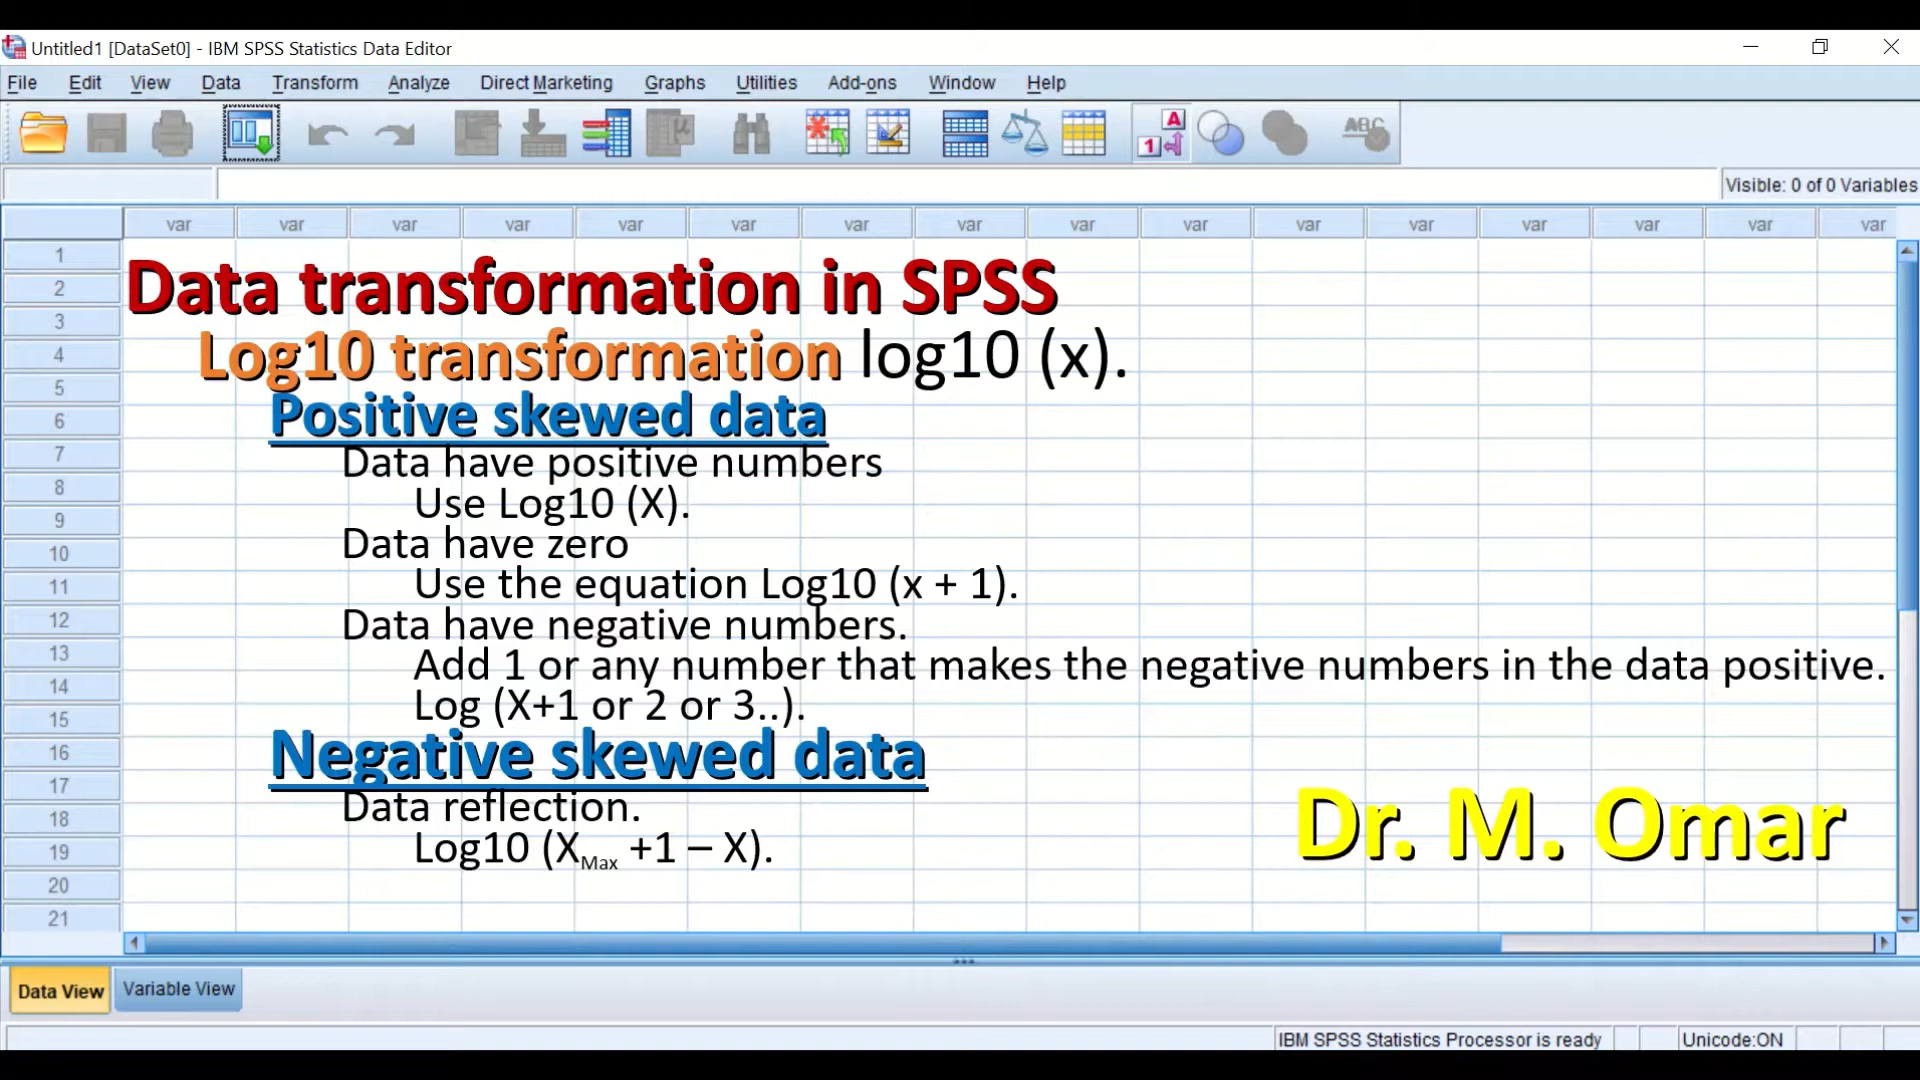 Untitled1 [DataSet0] - IBM SPSS Statistics Data Editor
File Edit View Data Transform Analyze Direct Marketing Graphs Utilities Add-ons Window Help
A
1
ABC
Visible: 0 of 0 Variables
var var var var var var var var var var var var var var var var
1
Data transformation in SPSS
2
3
Log10 transformation log10 (x).
4
5
Positive skewed data
6
7
Data have positive numbers
8
Use Log10 (X).
9
10
Data have zero
11
Use the equation Log10 (x + 1).
12
Data have negative numbers.
13
Add 1 or any number that makes the negative numbers in the data positive.
14
Log (X+1 or 2 or 3..).
15
16
Negative skewed data
17
18
Data reflection.
Dr. M. Omar
19
Log10 (XMax +1 – X).
20
21
Data View Variable View
IBM SPSS Statistics Processor is ready Unicode:ON